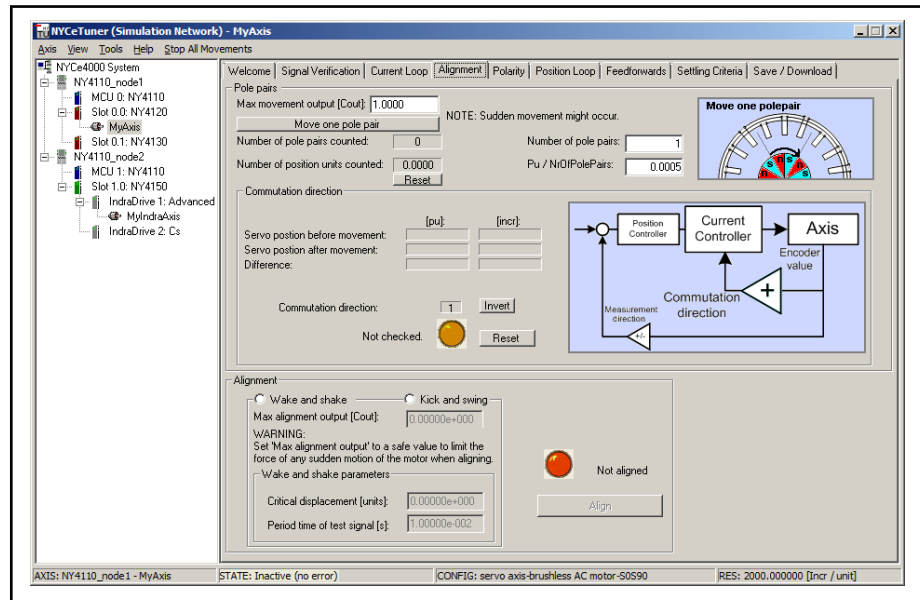 NYCeTuner (Simulation Network) - MyAxis
Axis View Tools Help Stop All Movements
NYCe4000 System
NY4110_node1
MCU 0: NY4110
Slot 0.0: NY4120
MyAxis
Slot 0.1: NY4130
NY4110_node2
MCU 1: NY4110
Slot 1.0: NY4150
IndraDrive 1: Advanced
MyIndraAxis
IndraDrive 2: Cs
Welcome Signal Verification Current Loop Alignment Polarity Position Loop Feedforwards Settling Criteria Save / Download
Pole pairs
Max movement output [Cout]: 1.0000
Move one pole pair
NOTE: Sudden movement might occur.
Number of pole pairs counted: 0
Number of pole pairs: 1
Number of position units counted: 0.0000
Pu / NrOfPolePairs: 0.0005
Reset
Move one polepair
n s n s n s
Commutation direction
[pu]: [incr]:
Servo postion before movement:
Servo postion after movement:
Difference:
Commutation direction: 1 Invert
Not checked. Reset
Position Controller
Current Controller
Axis
Encoder value
+
Commutation direction
Measurement direction
+/-
Alignment
Wake and shake Kick and swing
Max alignment output [Cout]: 0.00000e+000
WARNING:
Set 'Max alignment output' to a safe value to limit the
force of any sudden motion of the motor when aligning.
Wake and shake parameters
Critical displacement [units]: 0.00000e+000
Period time of test signal [s]: 1.00000e-002
Not aligned
Align
AXIS: NY4110_node1 - MyAxis STATE: Inactive (no error) CONFIG: servo axis-brushless AC motor-S0S90 RES: 2000.000000 [Incr / unit]